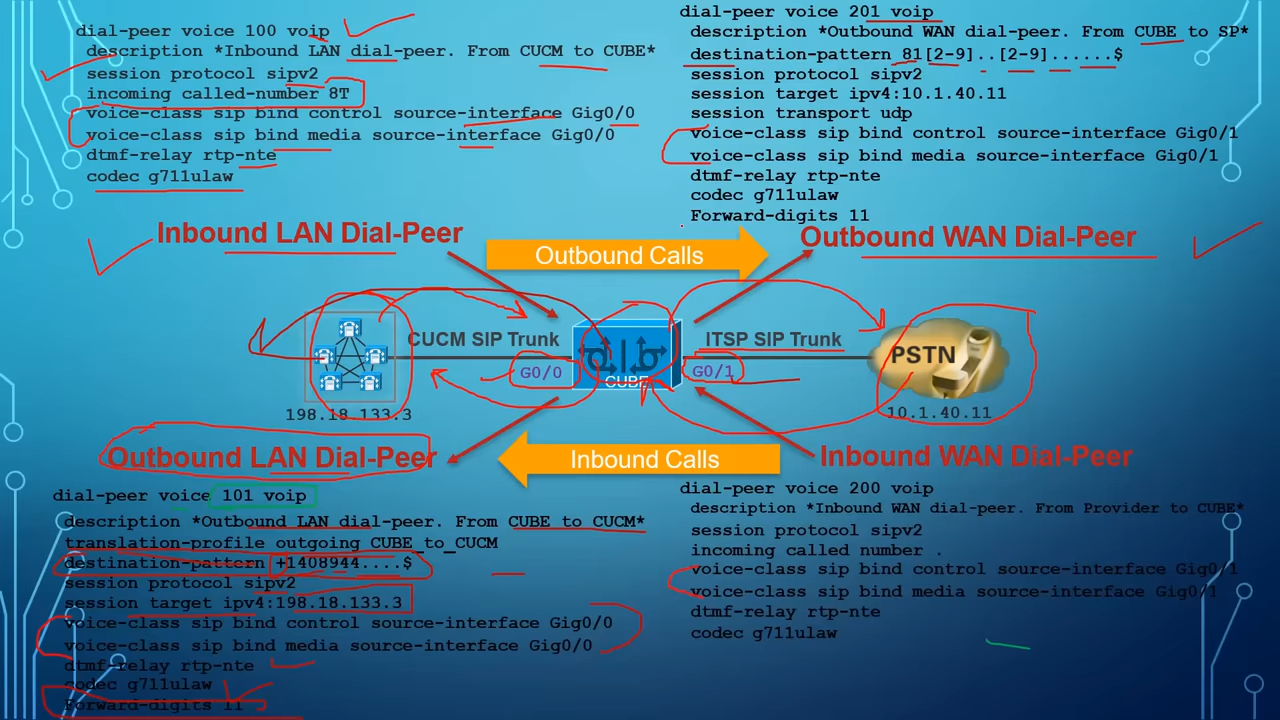 dial-peer voice 100 voip
description *Inbound LAN dial-peer. From CUCM to CUBE*
session protocol sipv2
incoming called-number 8T
voice-class sip bind control source-interface Gig0/0
voice-class sip bind media source-interface Gig0/0
dtmf-relay rtp-nte
codec g711ulaw
dial-peer voice 201 voip
description *Outbound WAN dial-peer. From CUBE to SP*
destination-pattern 81[2-9]..[2-9]......$
session protocol sipv2
session target ipv4:10.1.40.11
session transport udp
voice-class sip bind control source-interface Gig0/1
voice-class sip bind media source-interface Gig0/1
dtmf-relay rtp-nte
codec g711ulaw
Forward-digits 11
Inbound LAN Dial-Peer
Outbound Calls
Outbound WAN Dial-Peer
CUCM SIP Trunk
ITSP SIP Trunk
PSTN
G0/0
CUBE
G0/1
198.18.133.3
10.1.40.11
Outbound LAN Dial-Peer
Inbound Calls
Inbound WAN Dial-Peer
dial-peer voice 101 voip
description *Outbound LAN dial-peer. From CUBE to CUCM*
translation-profile outgoing CUBE_to_CUCM
destination-pattern +1408944....$
session protocol sipv2
session target ipv4:198.18.133.3
voice-class sip bind control source-interface Gig0/0
voice-class sip bind media source-interface Gig0/0
dtmf-relay rtp-nte
codec g711ulaw
Forward-digits 11
dial-peer voice 200 voip
description *Inbound WAN dial-peer. From Provider to CUBE*
session protocol sipv2
incoming called number .
voice-class sip bind control source-interface Gig0/1
voice-class sip bind media source-interface Gig0/1
dtmf-relay rtp-nte
codec g711ulaw